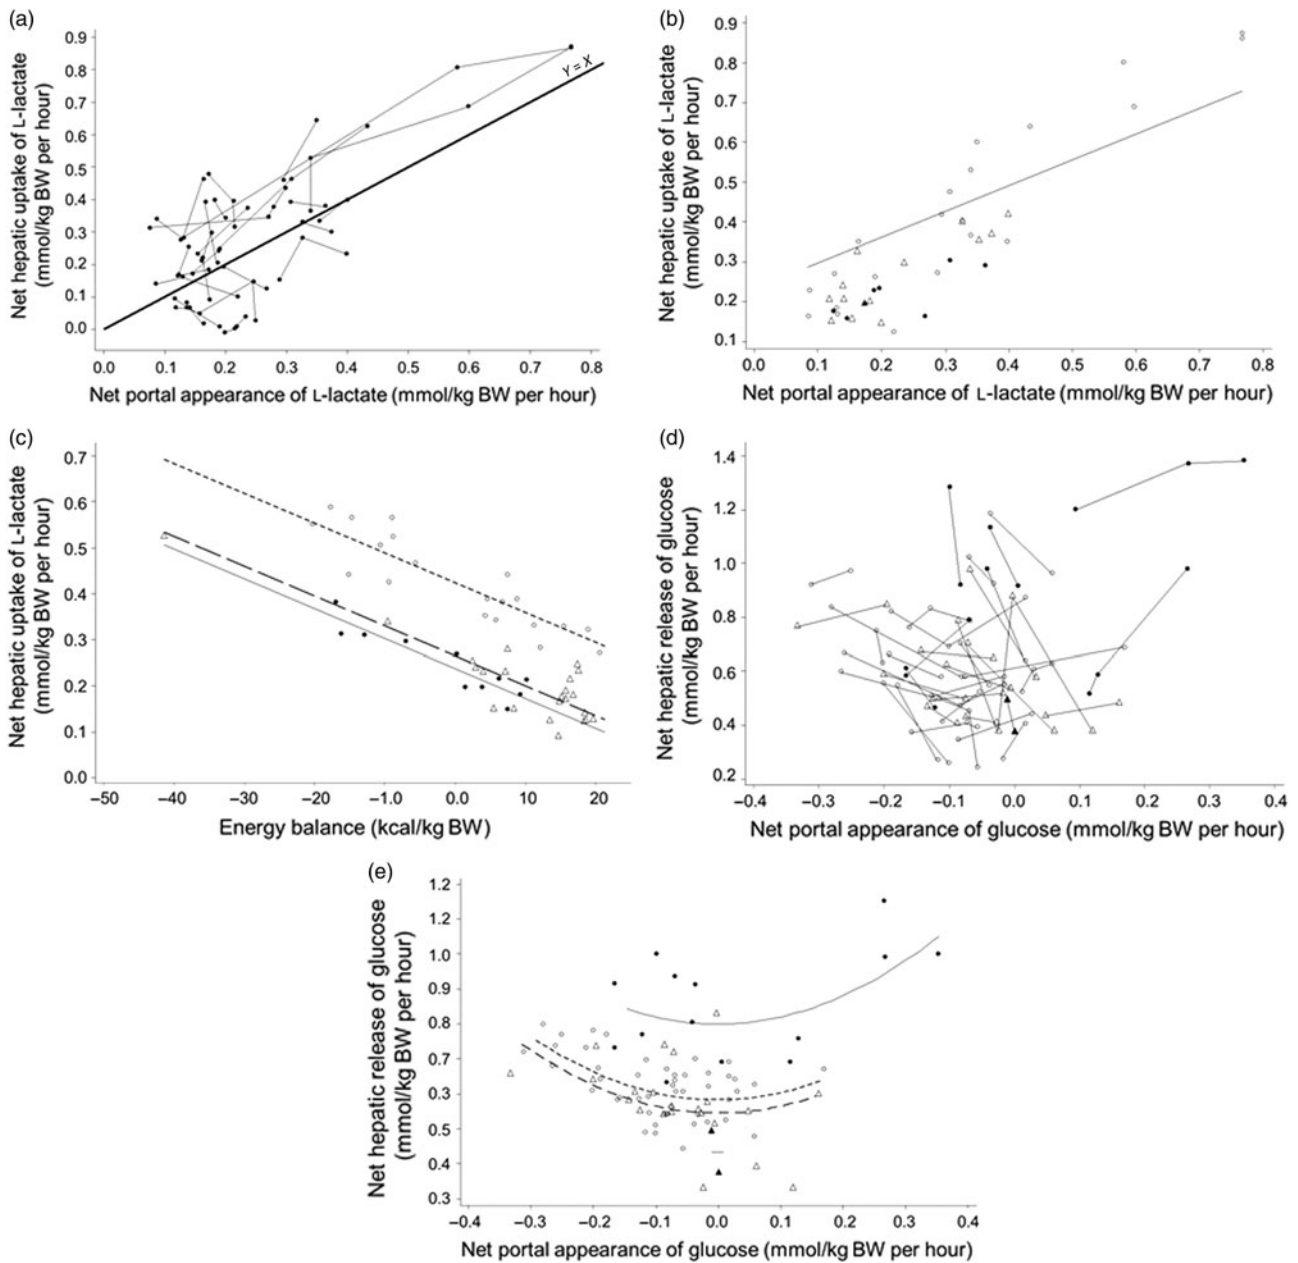 (a)
Net hepatic uptake of L-lactate
(mmol/kg BW per hour)
0.9
0.8
0.7
0.6
0.5
0.4
0.3
0.2
0.1
0.0
Y = X
0.0 0.1 0.2 0.3 0.4 0.5 0.6 0.7 0.8
Net portal appearance of L-lactate (mmol/kg BW per hour)
(b)
Net hepatic uptake of L-lactate
(mmol/kg BW per hour)
0.9
0.8
0.7
0.6
0.5
0.4
0.3
0.2
0.1
0.0 0.1 0.2 0.3 0.4 0.5 0.6 0.7 0.8
Net portal appearance of L-lactate (mmol/kg BW per hour)
(c)
Net hepatic uptake of L-lactate
(mmol/kg BW per hour)
0.7
0.6
0.5
0.4
0.3
0.2
0.1
0.0
−50 −40 −30 −20 −1.0 0.0 10 20
Energy balance (kcal/kg BW)
(d)
Net hepatic release of glucose
(mmol/kg BW per hour)
1.4
1.2
1.0
0.8
0.6
0.4
0.2
−0.4 −0.3 −0.2 −0.1 0.0 0.1 0.2 0.3 0.4
Net portal appearance of glucose (mmol/kg BW per hour)
(e)
Net hepatic release of glucose
(mmol/kg BW per hour)
1.2
1.2
1.0
0.9
0.8
0.7
0.3
0.5
0.4
0.3
−0.4 −0.3 −0.2 −0.1 0.0 0.1 0.2 0.3 0.4
Net portal appearance of glucose (mmol/kg BW per hour)